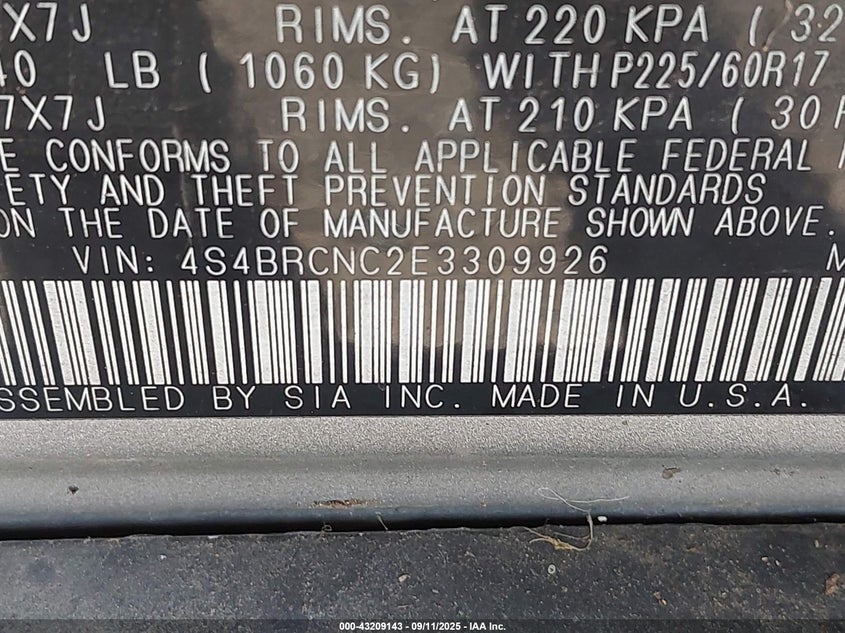 X7J RIMS. AT 220 KPA ( 32
40 LB ( 1060 KG) WITH P225/60R17
7X7J RIMS. AT 210 KPA ( 30
CONFORMS TO ALL APPLICABLE FEDERAL
ETY AND THEFT PREVENTION STANDARDS
ON THE DATE OF MANUFACTURE SHOWN ABOVE.
VIN: 4S4BRCNC2E3309926 M
SSEMBLED BY SIA INC. MADE IN U.S.A.
000-43209143 - 09/11/2025 - IAA Inc.